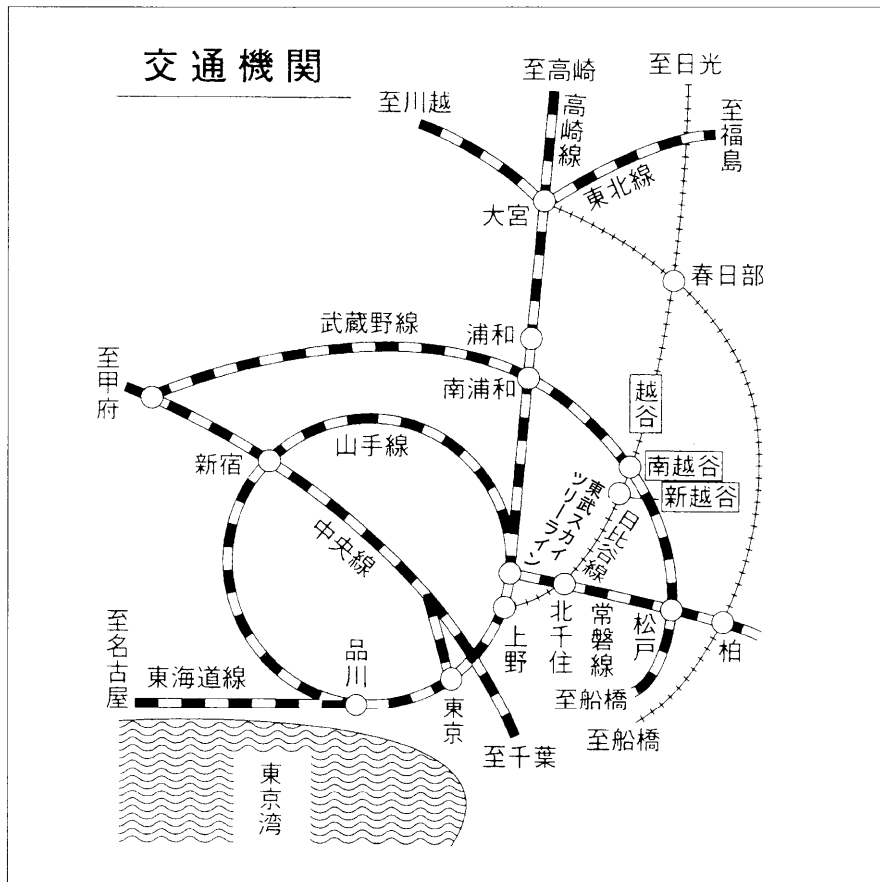 交通機関
至高崎
至日光
至川越
高崎線
至福島
東北線
大宮
春日部
武蔵野線
浦和
至甲府
南浦和
越谷
山手線
新宿
南越谷
新越谷
東武スカイ
ツリーライン
日比谷線
中央線
上野
北千住
常磐線
松戸
柏
至名古屋
品川
東海道線
東京
至船橋
至船橋
至千葉
東京湾